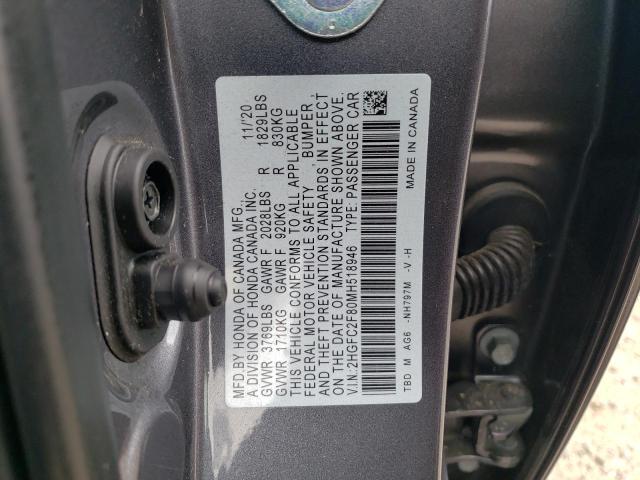 MFD.BY HONDA OF CANADA MFG. 11/20
A DIVISION OF HONDA CANADA INC.
GVWR 3769LBS GAWR F 2028LBS R 1829LBS
GVWR 1710KG GAWR F 920KG R 830KG
THIS VEHICLE CONFORMS TO ALL APPLICABLE
FEDERAL MOTOR VEHICLE SAFETY, BUMPER,
AND THEFT PREVENTION STANDARDS IN EFFECT
ON THE DATE OF MANUFACTURE SHOWN ABOVE.
V.I.N.:2HGFC2F80MH518946 TYPE: PASSENGER CAR
TBD M AG6 -NH797M -V -H MADE IN CANADA